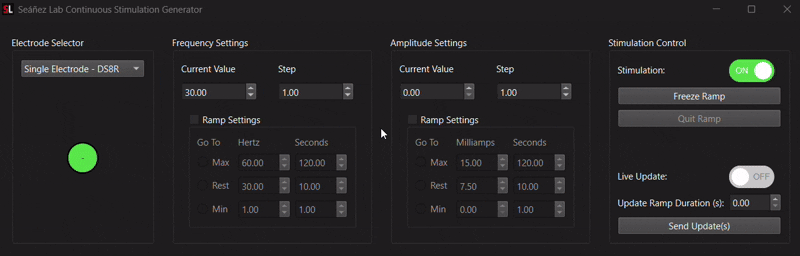 SL Seáñez Lab Continuous Stimulation Generator
Electrode Selector
Single Electrode - DS8R
-
Frequency Settings
Current Value Step
30.00 1.00
Ramp Settings
Go To Hertz Seconds
Max 60.00 120.00
Rest 30.00 10.00
Min 1.00 1.00
Amplitude Settings
Current Value Step
0.00 1.00
Ramp Settings
Go To Milliamps Seconds
Max 15.00 120.00
Rest 7.50 10.00
Min 0.00 1.00
Stimulation Control
Stimulation: ON
Freeze Ramp
Quit Ramp
Live Update: OFF
Update Ramp Duration (s): 0.00
Send Update(s)